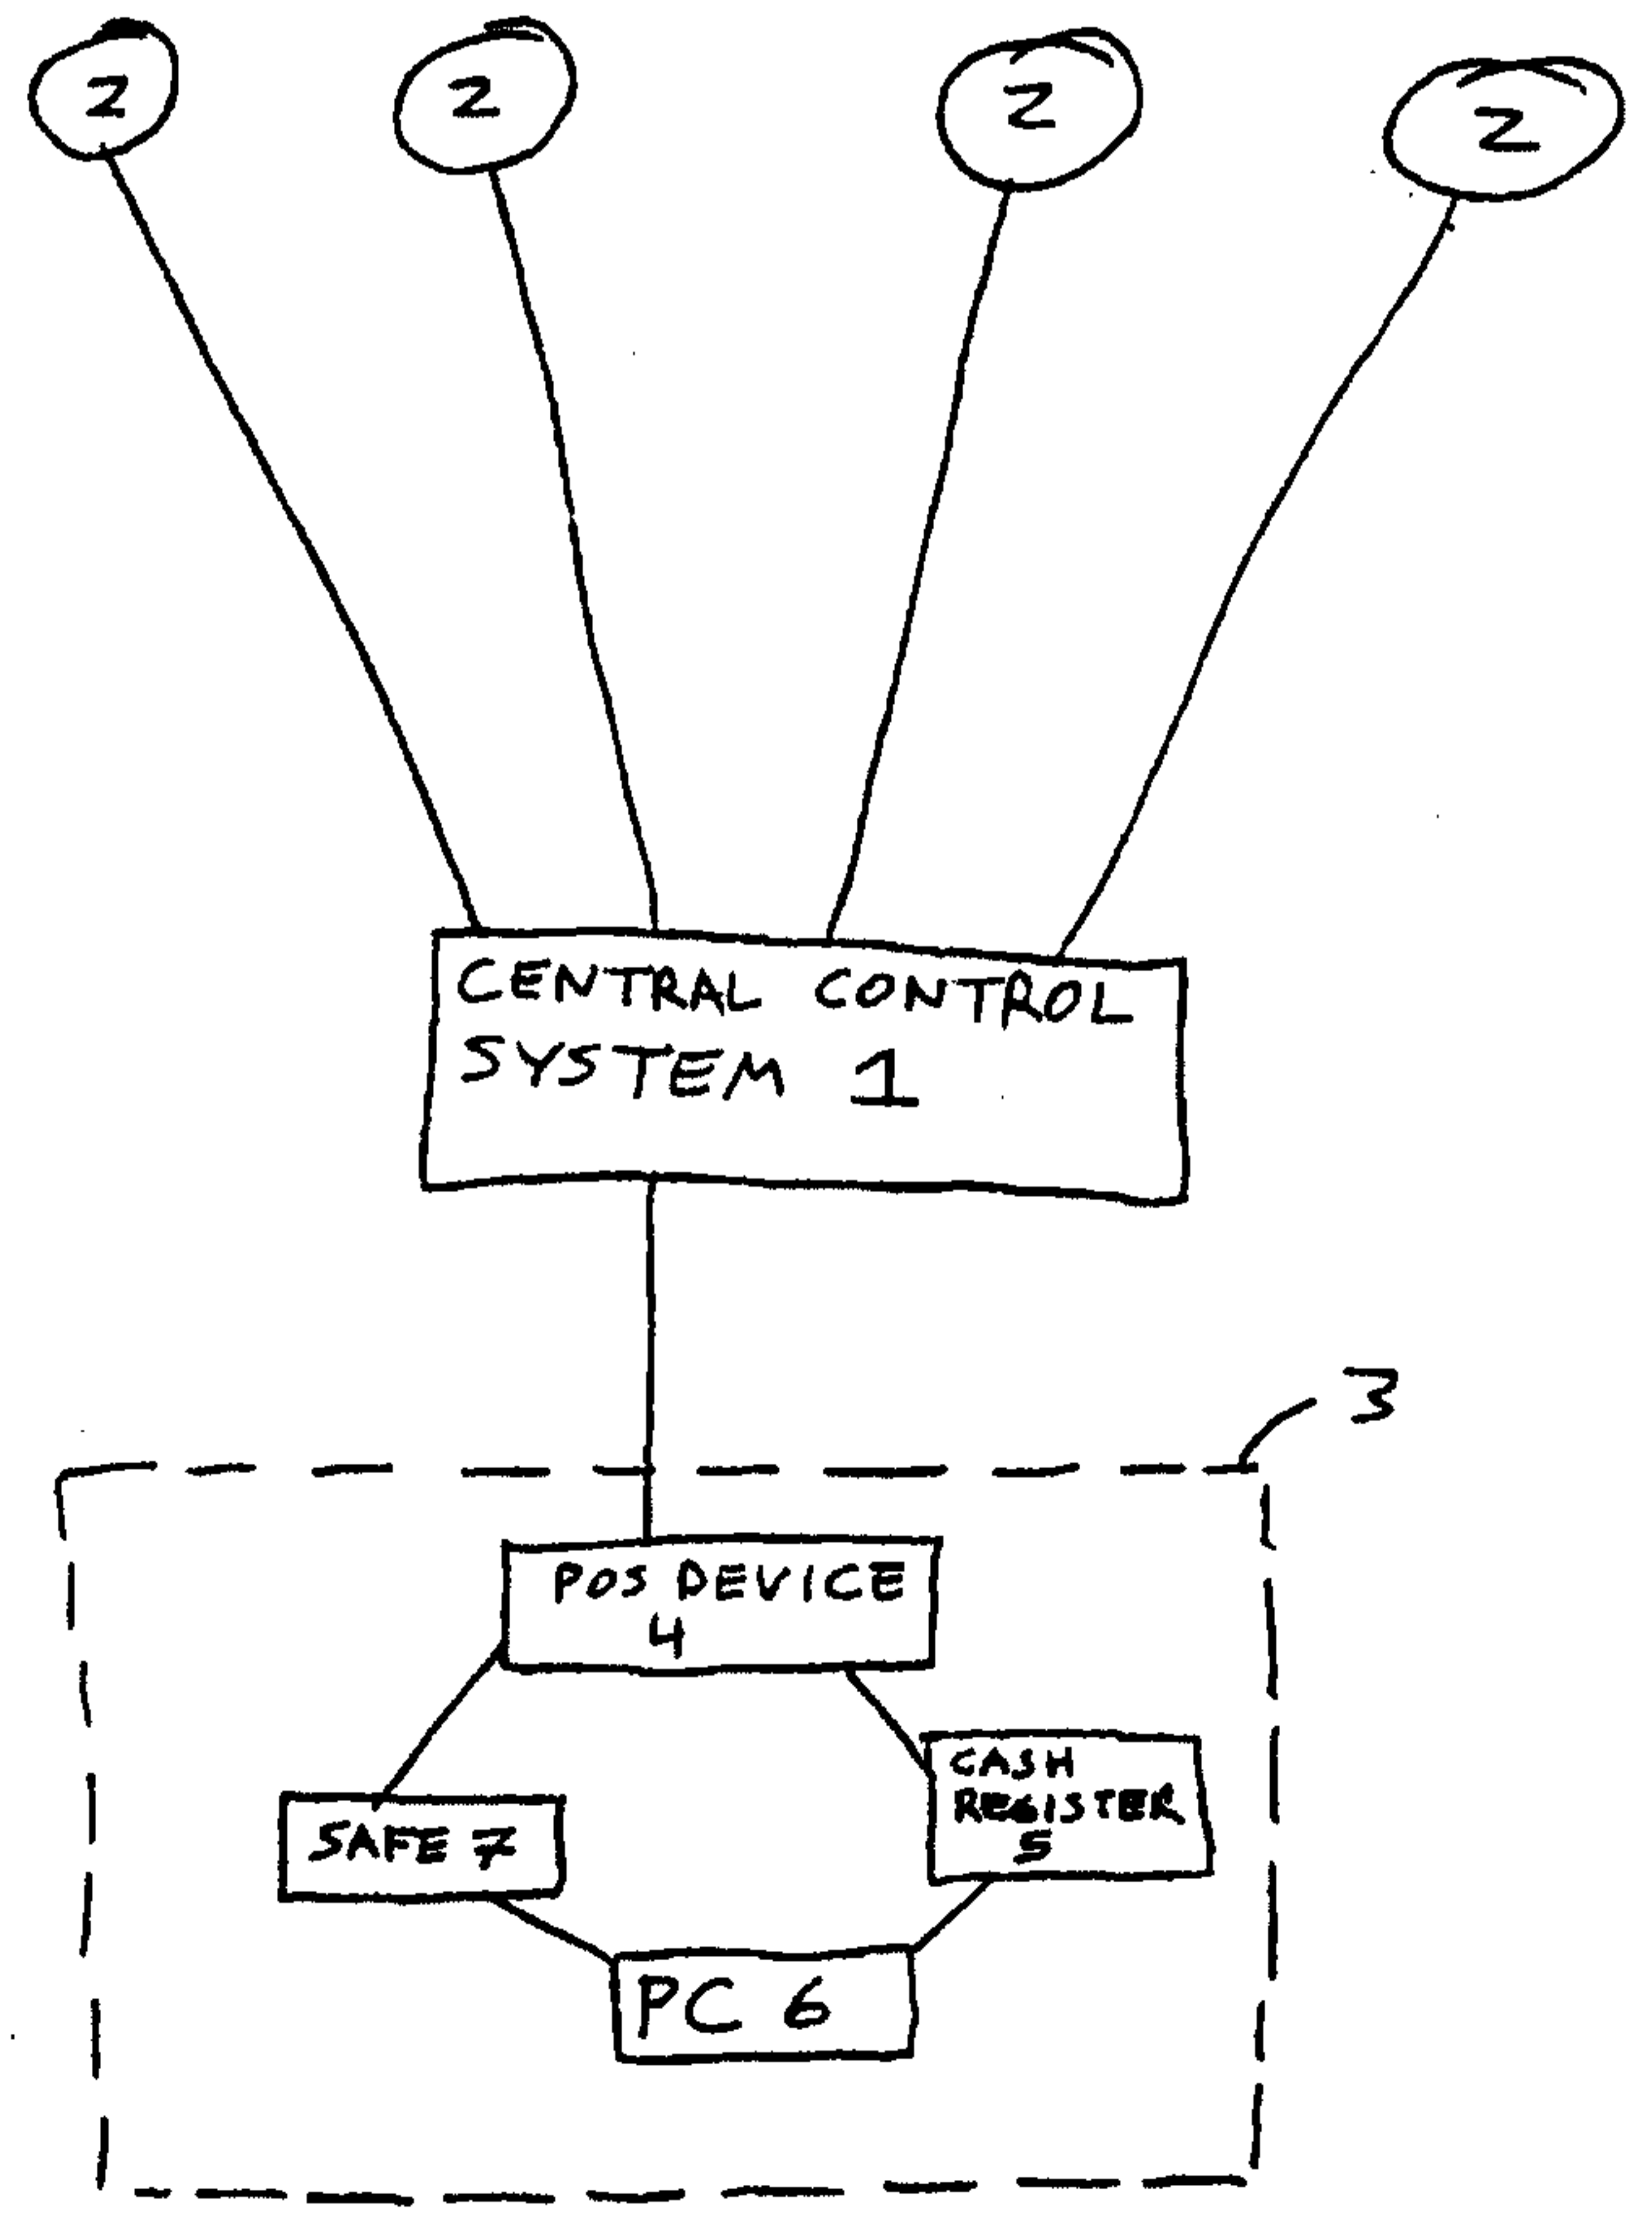 2
2
2
2
CENTRAL CONTROL
SYSTEM 1
3
POS DEVICE
4
CASH
REGISTER
5
SAFE 7
PC 6